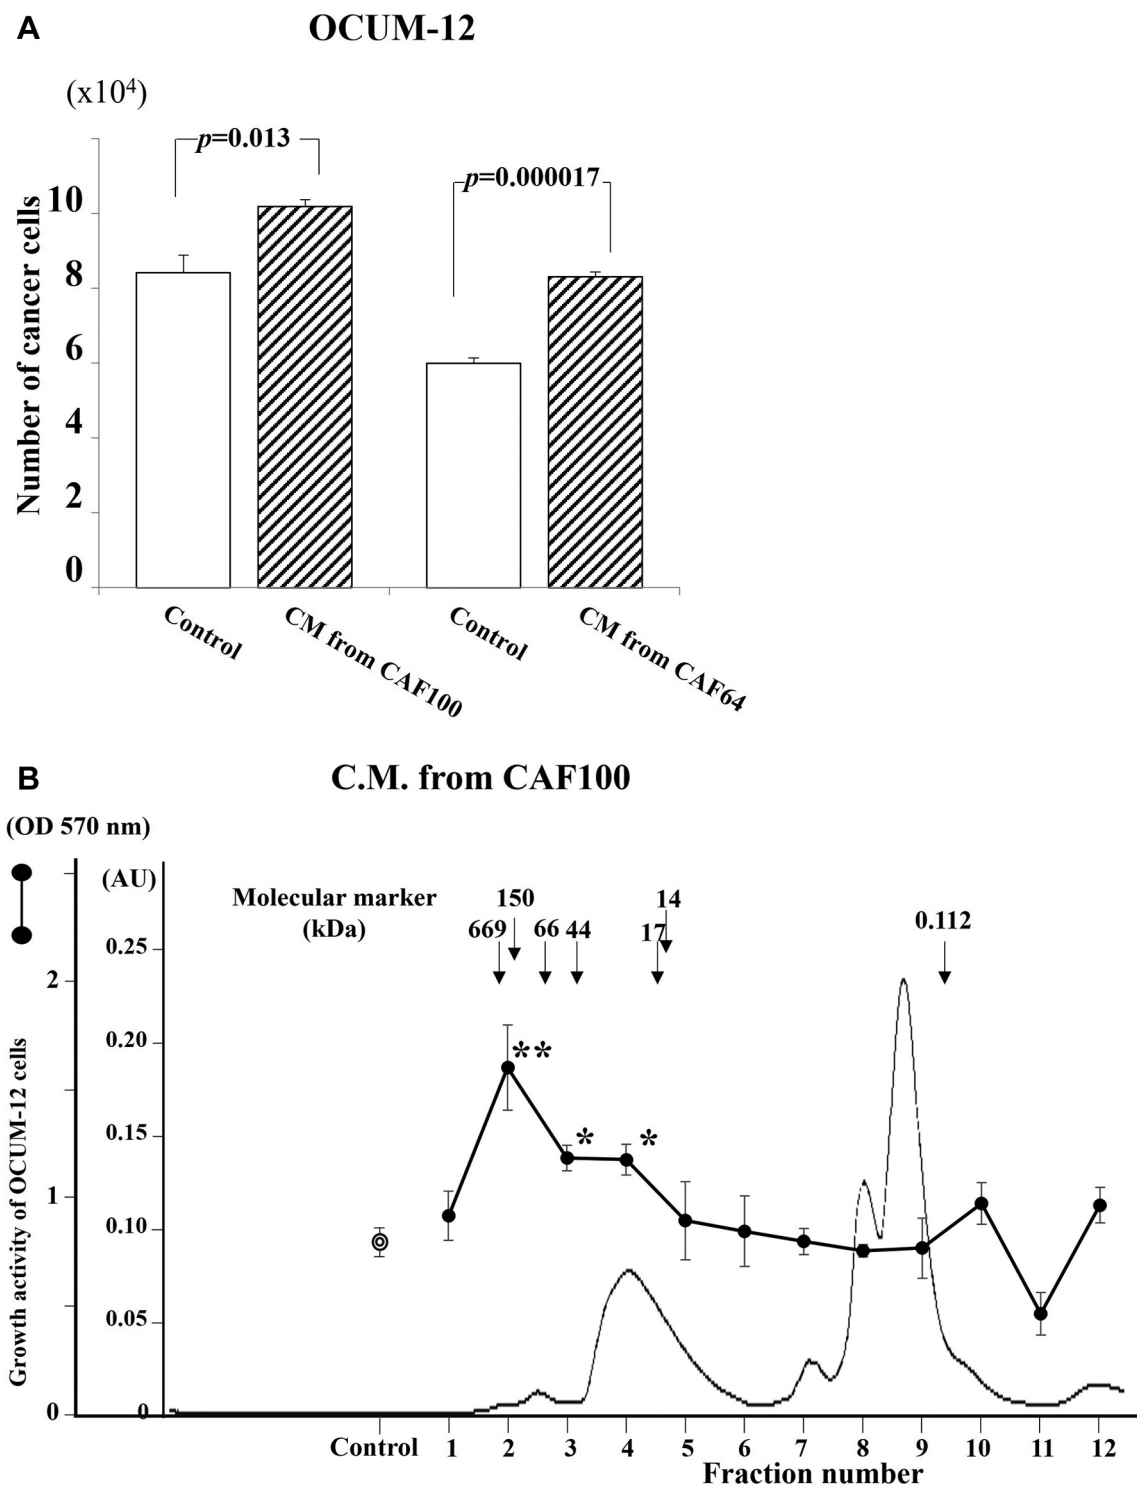 A
OCUM-12
(x10⁴)
p=0.013
p=0.000017
Number of cancer cells
10
8
6
4
2
0
Control
CM from CAF100
Control
CM from CAF64
B
C.M. from CAF100
(OD 570 nm)
(AU)
Molecular marker
(kDa)
669
150
66
44
17
14
0.112
Growth activity of OCUM-12 cells
2
1
0
0.25
0.20
0.15
0.10
0.05
0
**
*
*
Control 1 2 3 4 5 6 7 8 9 10 11 12
Fraction number